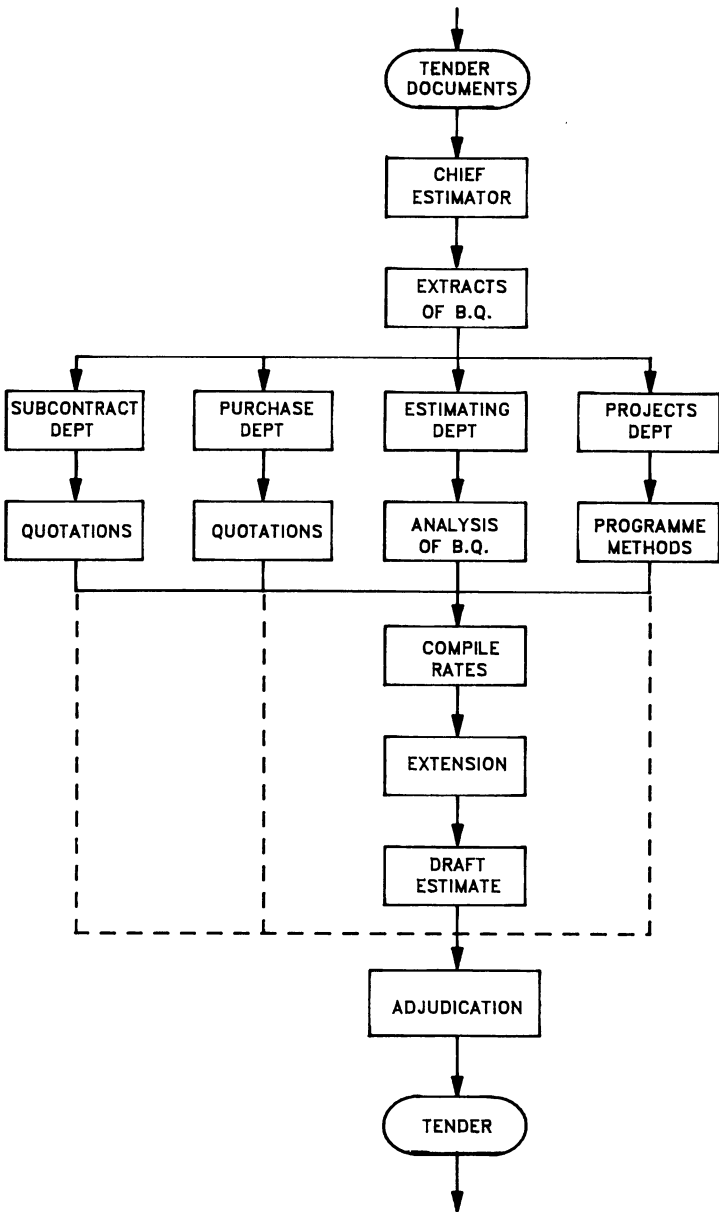 TENDER
DOCUMENTS
CHIEF
ESTIMATOR
EXTRACTS
OF B.Q.
SUBCONTRACT
DEPT
PURCHASE
DEPT
ESTIMATING
DEPT
PROJECTS
DEPT
QUOTATIONS
QUOTATIONS
ANALYSIS
OF B.Q.
PROGRAMME
METHODS
COMPILE
RATES
EXTENSION
DRAFT
ESTIMATE
ADJUDICATION
TENDER